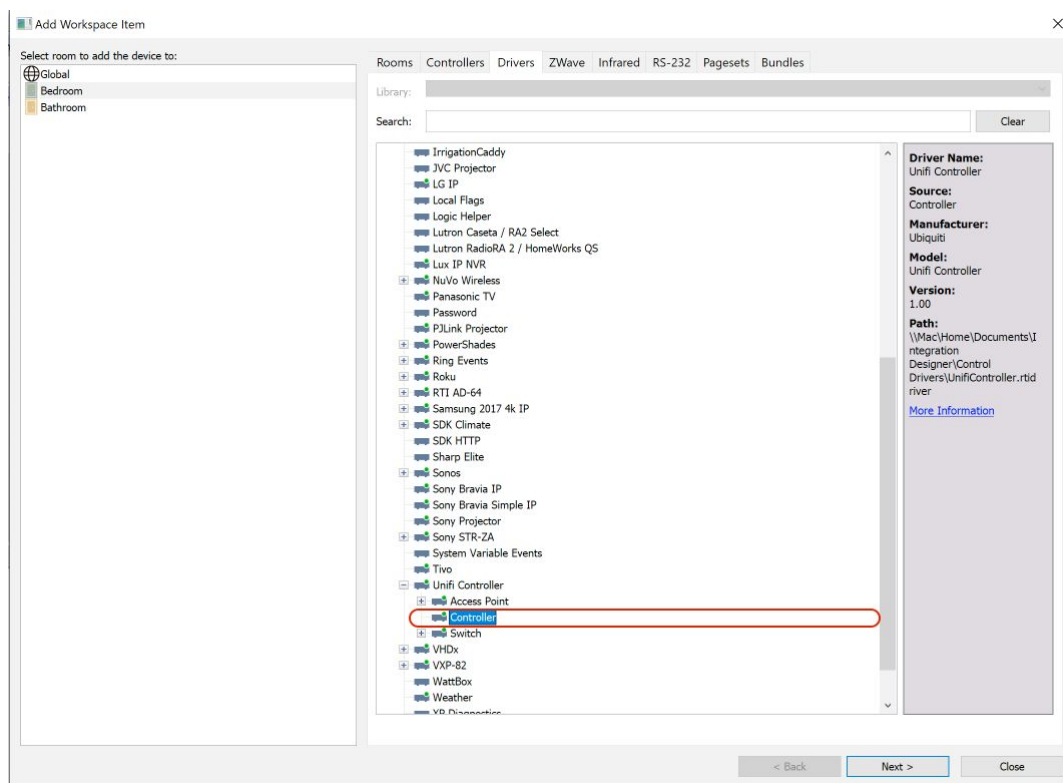 Add Workspace Item
Select room to add the device to:
Global
Bedroom
Bathroom
Rooms Controllers Drivers ZWave Infrared RS-232 Pagesets Bundles
Library:
Search:
Clear
IrrigationCaddy
JVC Projector
LG IP
Local Flags
Logic Helper
Lutron Caseta / RA2 Select
Lutron RadioRA 2 / HomeWorks QS
Lux IP NVR
NuVo Wireless
Panasonic TV
Password
PJLink Projector
PowerShades
Ring Events
Roku
RTI AD-64
Samsung 2017 4k IP
SDK Climate
SDK HTTP
Sharp Elite
Sonos
Sony Bravia IP
Sony Bravia Simple IP
Sony Projector
Sony STR-ZA
System Variable Events
Tivo
Unifi Controller
Access Point
Controller
Switch
VHDx
VXP-82
WattBox
Weather
XP Diagnostics
Driver Name:
Unifi Controller
Source:
Controller
Manufacturer:
Ubiquiti
Model:
Unifi Controller
Version:
1.00
Path:
\\Mac\Home\Documents\I
ntegration
Designer\Control
Drivers\UnifiController.rtid
river
More Information
< Back
Next >
Close